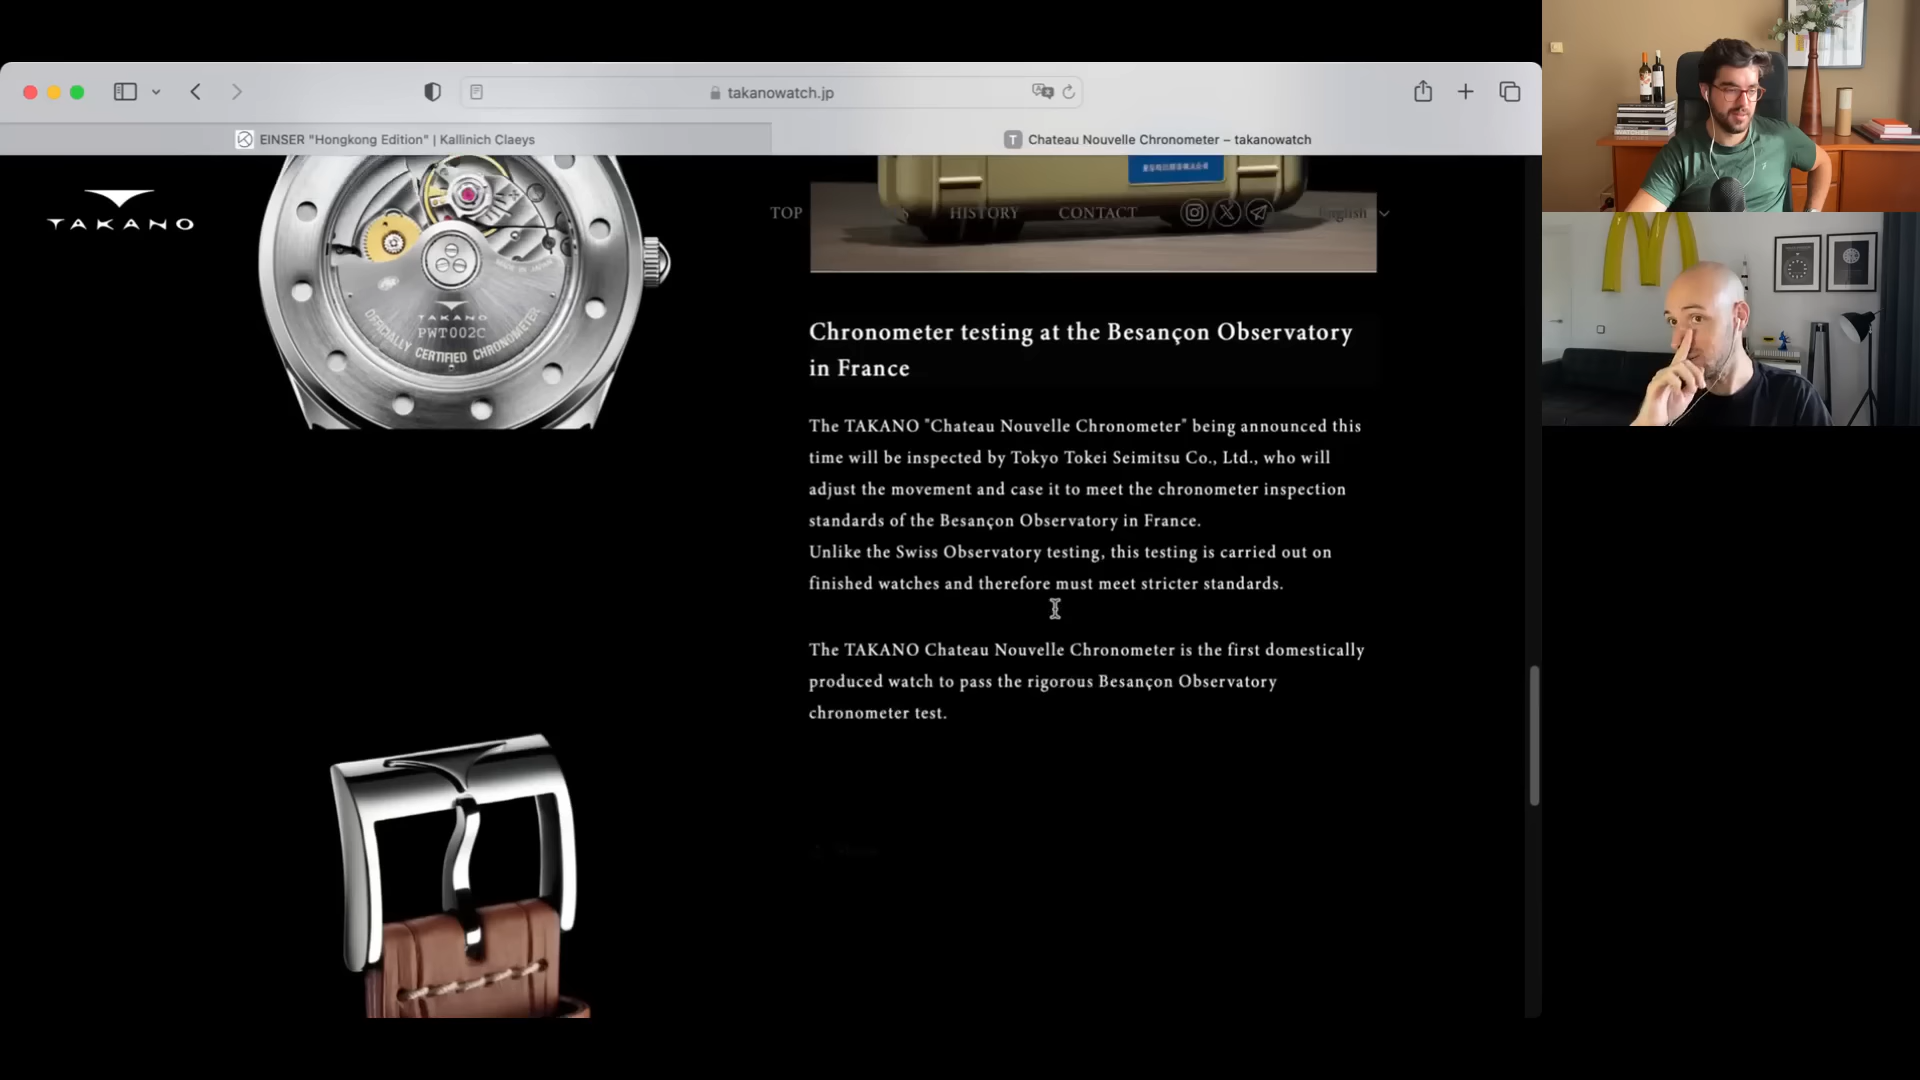 takanowatch.jp
EINSER "Hongkong Edition" | Kallinich Claeys
T Chateau Nouvelle Chronometer – takanowatch
TAKANO
TOP
HISTORY
CONTACT
English
MADE IN JAPAN
TAKANO
PWT002C
OFFICIALLY CERTIFIED CHRONOMETER
Chronometer testing at the Besançon Observatory
in France
The TAKANO "Chateau Nouvelle Chronometer" being announced this
time will be inspected by Tokyo Tokei Seimitsu Co., Ltd., who will
adjust the movement and case it to meet the chronometer inspection
standards of the Besançon Observatory in France.
Unlike the Swiss Observatory testing, this testing is carried out on
finished watches and therefore must meet stricter standards.
The TAKANO Chateau Nouvelle Chronometer is the first domestically
produced watch to pass the rigorous Besançon Observatory
chronometer test.